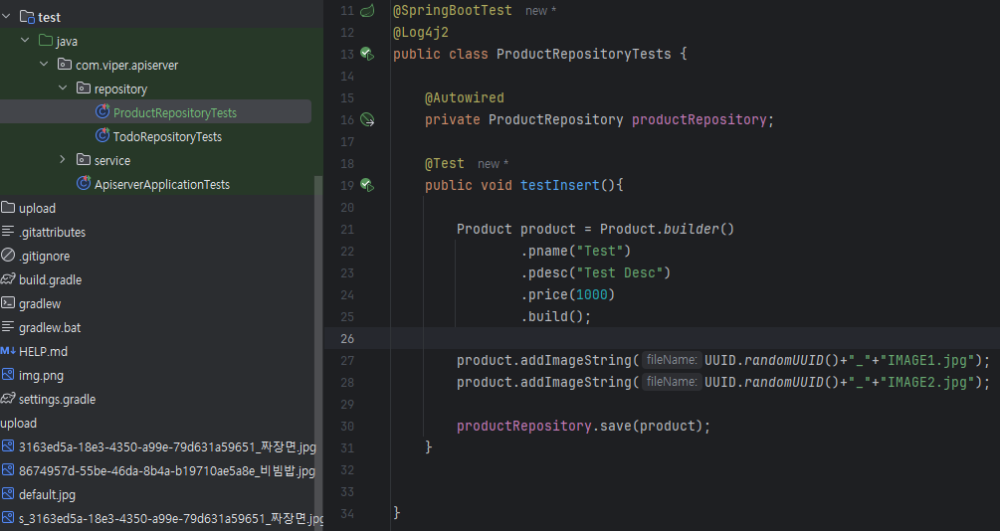 test
java
com.viper.apiserver
repository
ProductRepositoryTests
TodoRepositoryTests
service
ApiserverApplicationTests
upload
.gitattributes
.gitignore
build.gradle
gradlew
gradlew.bat
HELP.md
img.png
settings.gradle
upload
3163ed5a-18e3-4350-a99e-79d631a59651_짜장면.jpg
8674957d-55be-46da-8b4a-b19710ae5a8e_비빔밥.jpg
default.jpg
s_3163ed5a-18e3-4350-a99e-79d631a59651_짜장면.jpg
11 @SpringBootTest new *
12 @Log4j2
13 public class ProductRepositoryTests {
14
15 @Autowired
16 private ProductRepository productRepository;
17
18 @Test new *
19 public void testInsert(){
20
21 Product product = Product.builder()
22 .pname("Test")
23 .pdesc("Test Desc")
24 .price(1000)
25 .build();
26
27 product.addImageString( fileName: UUID.randomUUID()+"_"+"IMAGE1.jpg");
28 product.addImageString( fileName: UUID.randomUUID()+"_"+"IMAGE2.jpg");
29
30 productRepository.save(product);
31 }
32
33
34 }